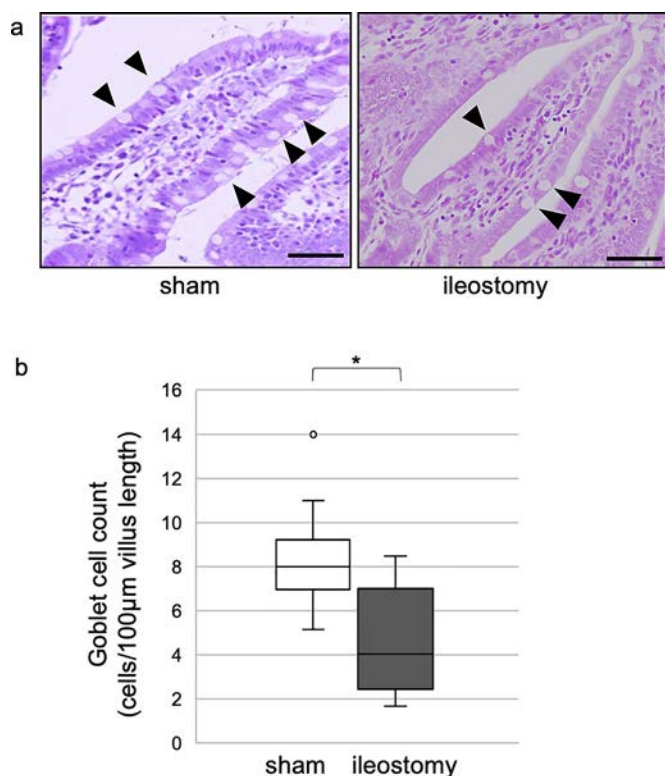 a
sham
ileostomy
b
*
16
14
12
10
8
6
4
2
0
Goblet cell count
(cells/100µm villus length)
sham
ileostomy